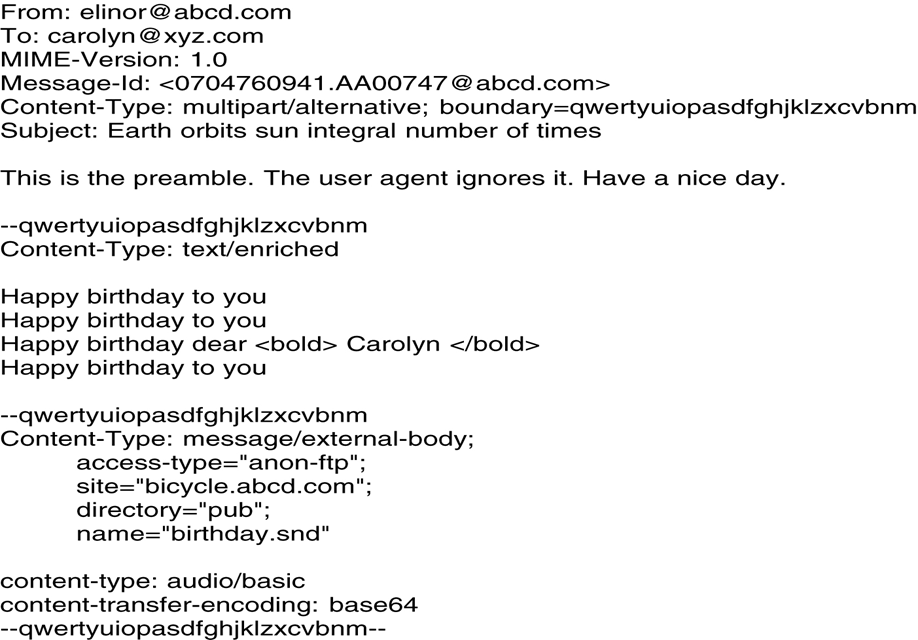 From: elinor@abcd.com
To: carolyn@xyz.com
MIME-Version: 1.0
Message-Id: <0704760941.AA00747@abcd.com>
Content-Type: multipart/alternative; boundary=qwertyuiopasdfghjklzxcvbnm
Subject: Earth orbits sun integral number of times
This is the preamble. The user agent ignores it. Have a nice day.
--qwertyuiopasdfghjklzxcvbnm
Content-Type: text/enriched
Happy birthday to you
Happy birthday to you
Happy birthday dear <bold> Carolyn </bold>
Happy birthday to you
--qwertyuiopasdfghjklzxcvbnm
Content-Type: message/external-body;
access-type="anon-ftp";
site="bicycle.abcd.com";
directory="pub";
name="birthday.snd"
content-type: audio/basic
content-transfer-encoding: base64
--qwertyuiopasdfghjklzxcvbnm--